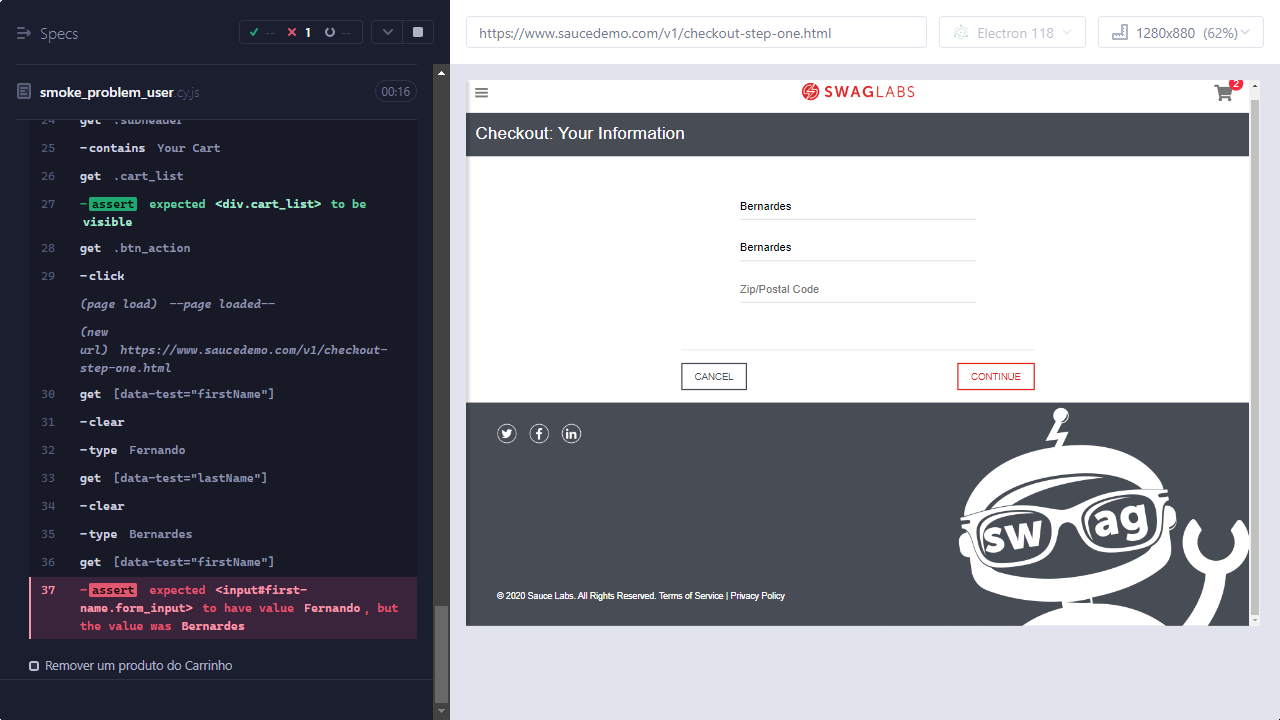 Specs
--
1
--
smoke_problem_user.cy.js
00:16
24 get .subheader
25 -contains Your Cart
26 get .cart_list
27 -assert expected <div.cart_list> to be
visible
28 get .btn_action
29 -click
(page load) --page loaded--
(new
url) https://www.saucedemo.com/v1/checkout-
step-one.html
30 get [data-test="firstName"]
31 -clear
32 -type Fernando
33 get [data-test="lastName"]
34 -clear
35 -type Bernardes
36 get [data-test="firstName"]
37 -assert expected <input#first-
name.form_input> to have value Fernando, but
the value was Bernardes
Remover um produto do Carrinho
https://www.saucedemo.com/v1/checkout-step-one.html
Electron 118
1280x880 (62%)
SWAGLABS
2
Checkout: Your Information
Bernardes
Bernardes
Zip/Postal Code
CANCEL
CONTINUE
swag
© 2020 Sauce Labs. All Rights Reserved. Terms of Service | Privacy Policy